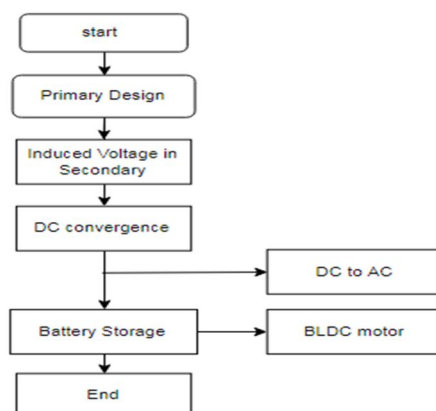 start
Primary Design
Induced Voltage in
Secondary
DC convergence
DC to AC
Battery Storage
BLDC motor
End